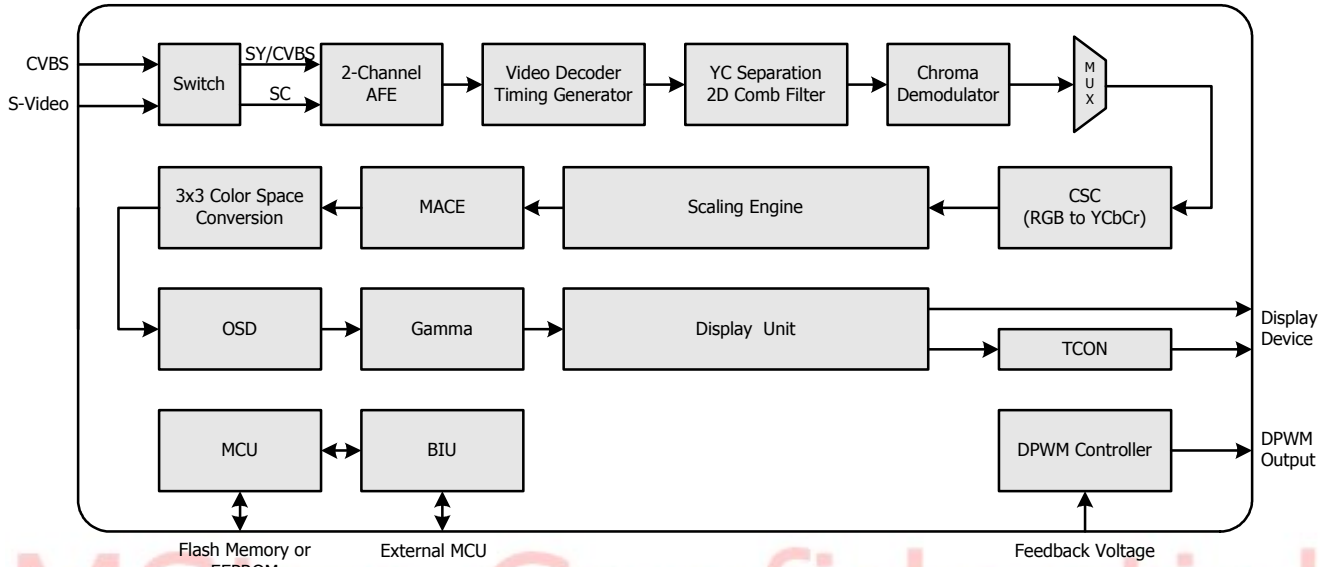 CVBS
S-Video
Switch
SY/CVBS
SC
2-Channel
AFE
Video Decoder
Timing Generator
YC Separation
2D Comb Filter
Chroma
Demodulator
M
U
X
3x3 Color Space
Conversion
MACE
Scaling Engine
CSC
(RGB to YCbCr)
OSD
Gamma
Display Unit
TCON
Display
Device
MCU
BIU
DPWM Controller
DPWM
Output
Flash Memory or
External MCU
Feedback Voltage